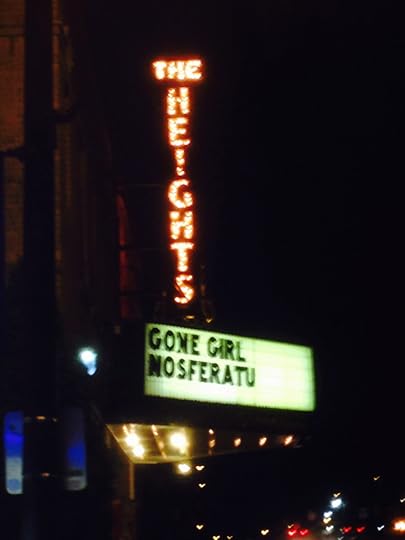 THE
HEIGHTS
GONE GIRL
NOSFERATU